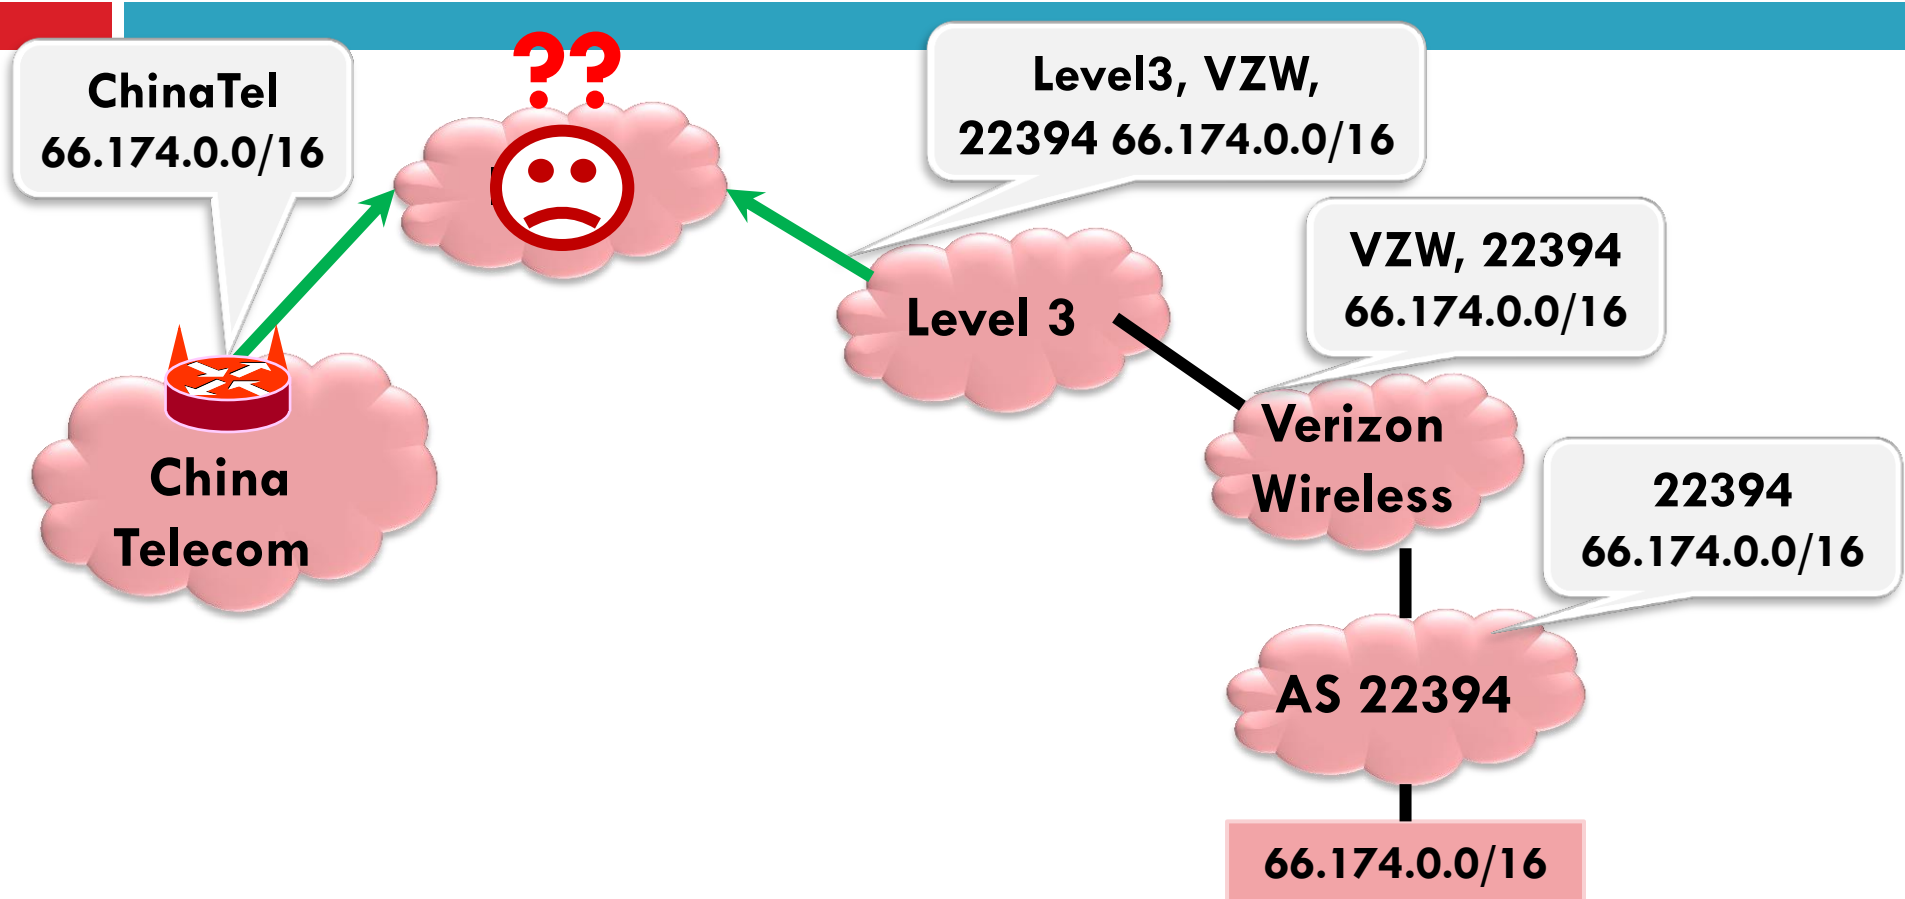 ChinaTel
66.174.0.0/16
??
Level3, VZW,
22394 66.174.0.0/16
VZW, 22394
66.174.0.0/16
Level 3
Verizon
Wireless
China
Telecom
22394
66.174.0.0/16
AS 22394
66.174.0.0/16